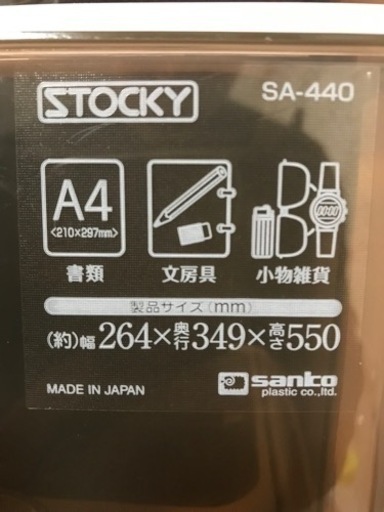 STOCKY SA-440
A4
<210×297mm>
書類 文房具 小物雑貨
製品サイズ(mm)
(約)幅264×奥行349×高さ550
MADE IN JAPAN sanko
plastic co.,ltd.